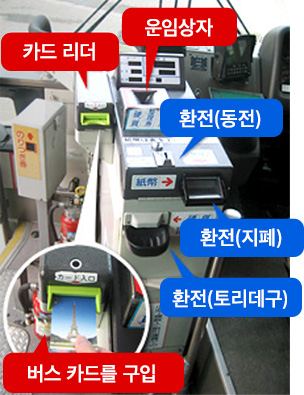 운임상자
카드 리더
환전(동전)
紙幣
환전(지폐)
カード入口
환전(토리데구)
버스 카드를 구입